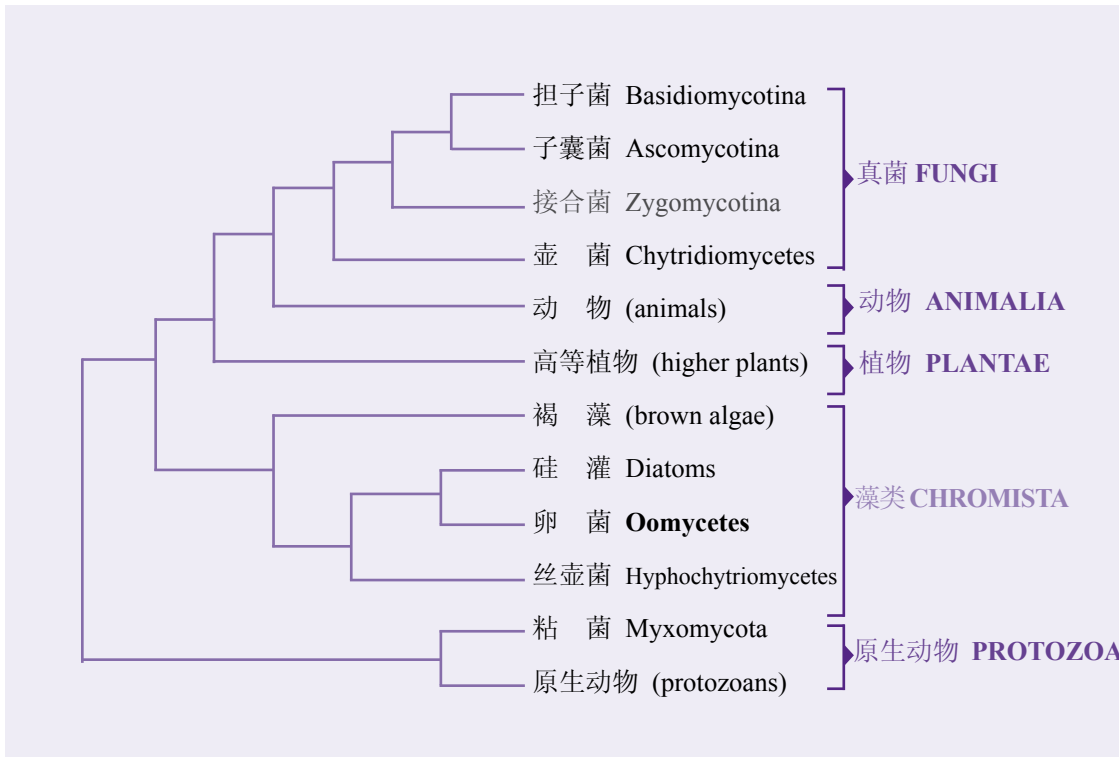 担子菌 Basidiomycotina
子囊菌 Ascomycotina
接合菌 Zygomycotina
壶 菌 Chytridiomycetes
真菌 FUNGI
动 物 (animals)
动物 ANIMALIA
高等植物 (higher plants)
植物 PLANTAE
褐 藻 (brown algae)
硅 灌 Diatoms
卵 菌 Oomycetes
丝壶菌 Hyphochytriomycetes
藻类 CHROMISTA
粘 菌 Myxomycota
原生动物 (protozoans)
原生动物 PROTOZOA